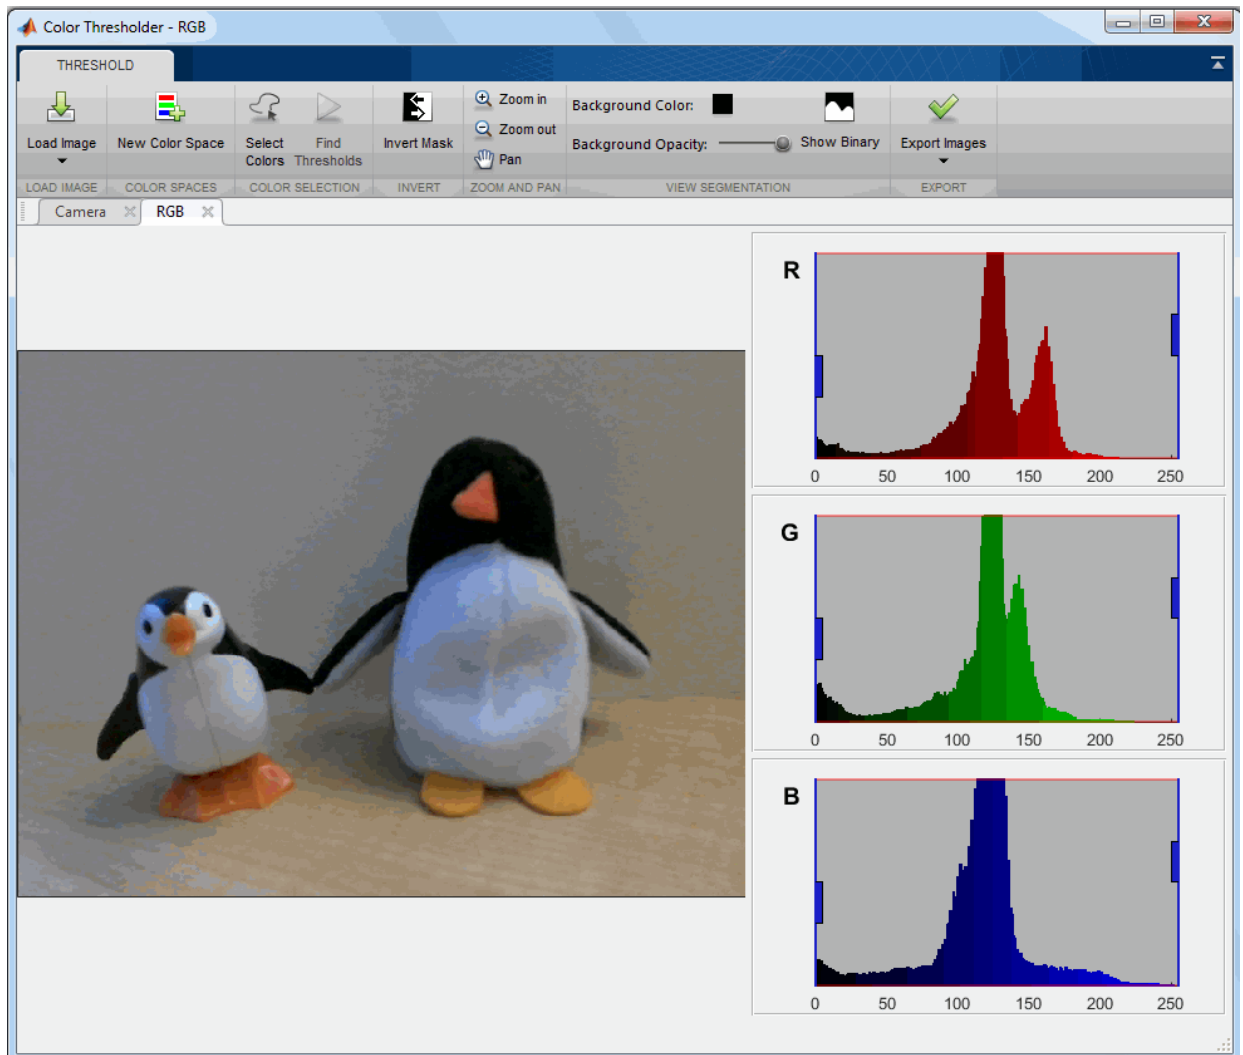 Color Thresholder - RGB
THRESHOLD
Load Image
New Color Space
Select Colors
Find Thresholds
Invert Mask
Zoom in
Zoom out
Pan
Background Color:
Background Opacity:
Show Binary
Export Images
LOAD IMAGE
COLOR SPACES
COLOR SELECTION
INVERT
ZOOM AND PAN
VIEW SEGMENTATION
EXPORT
Camera
RGB
R
0 50 100 150 200 250
G
0 50 100 150 200 250
B
0 50 100 150 200 250